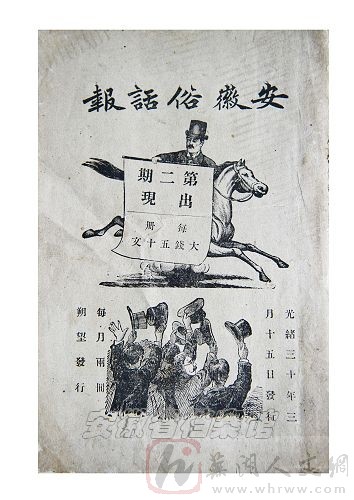 安徽俗話報
第二期
出現
每冊
大錢五十文
光緒三十年三
月十五日發行
每月兩回
朔望發行
www.whrww.com